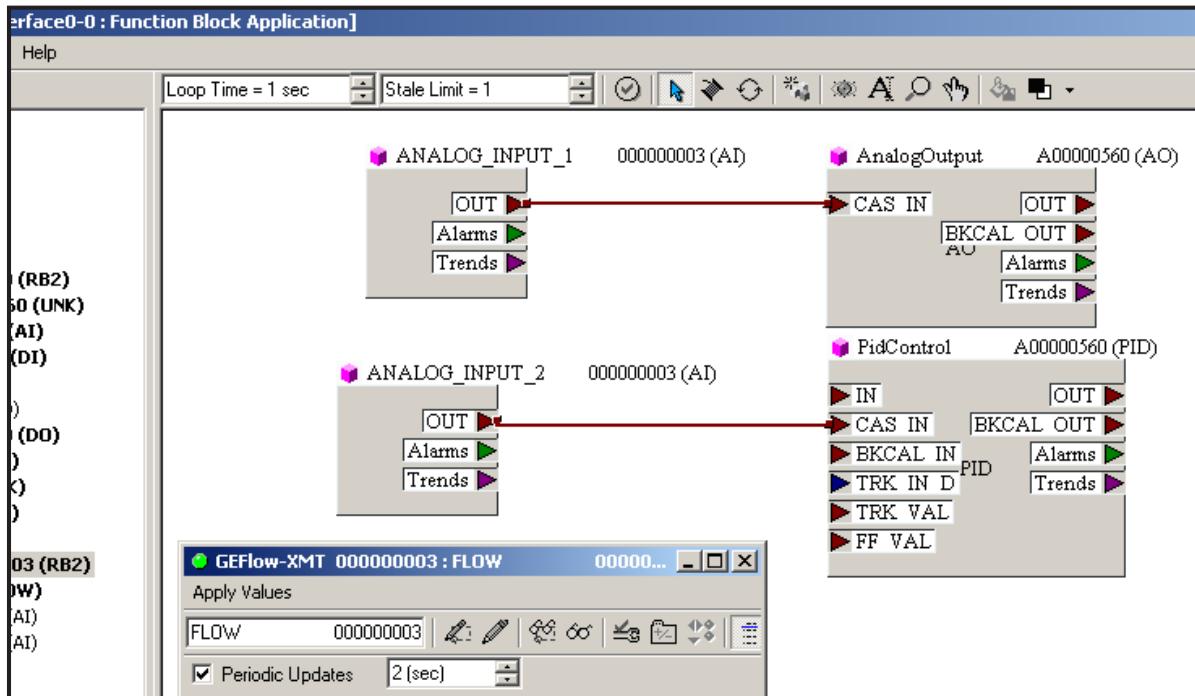 erface0-0 : Function Block Application]
Help
Loop Time = 1 sec Stale Limit = 1
(RB2)
60 (UNK)
(AI)
(DI)
)
(DO)
)
)
)
03 (RB2)
OW)
(AI)
(AI)
ANALOG_INPUT_1 000000003 (AI)
OUT
Alarms
Trends
AnalogOutput A00000560 (AO)
CAS IN OUT
BKCAL OUT
AO
Alarms
Trends
ANALOG_INPUT_2 000000003 (AI)
OUT
Alarms
Trends
PidControl A00000560 (PID)
IN OUT
CAS IN BKCAL OUT
BKCAL IN Alarms
PID
TRK IN D Trends
TRK VAL
FF VAL
GEFlow-XMT 000000003 : FLOW 00000...
Apply Values
FLOW 000000003
Periodic Updates 2 (sec)